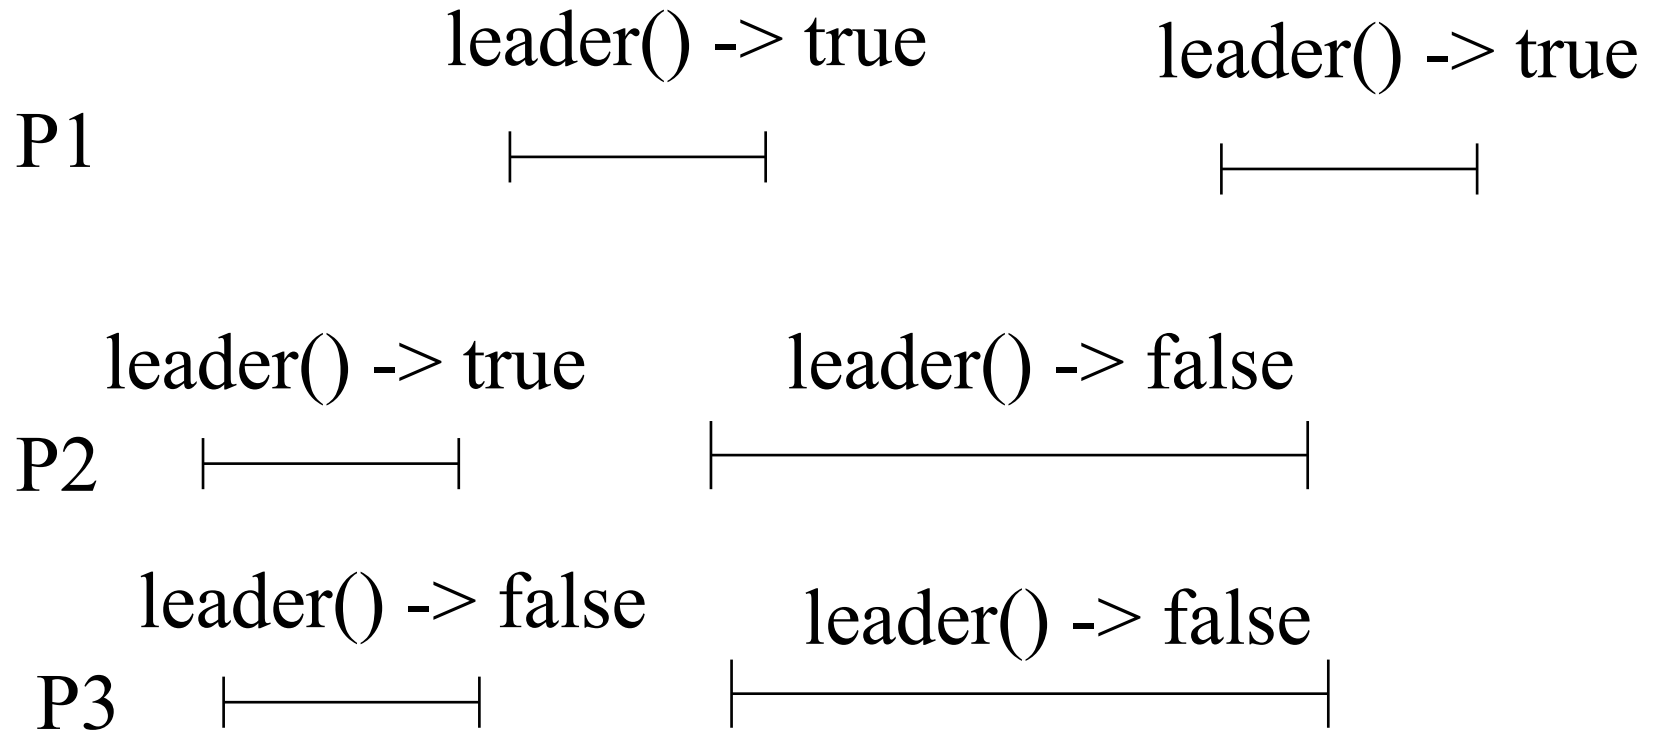 leader() -> true leader() -> true
P1
leader() -> true leader() -> false
P2
leader() -> false leader() -> false
P3